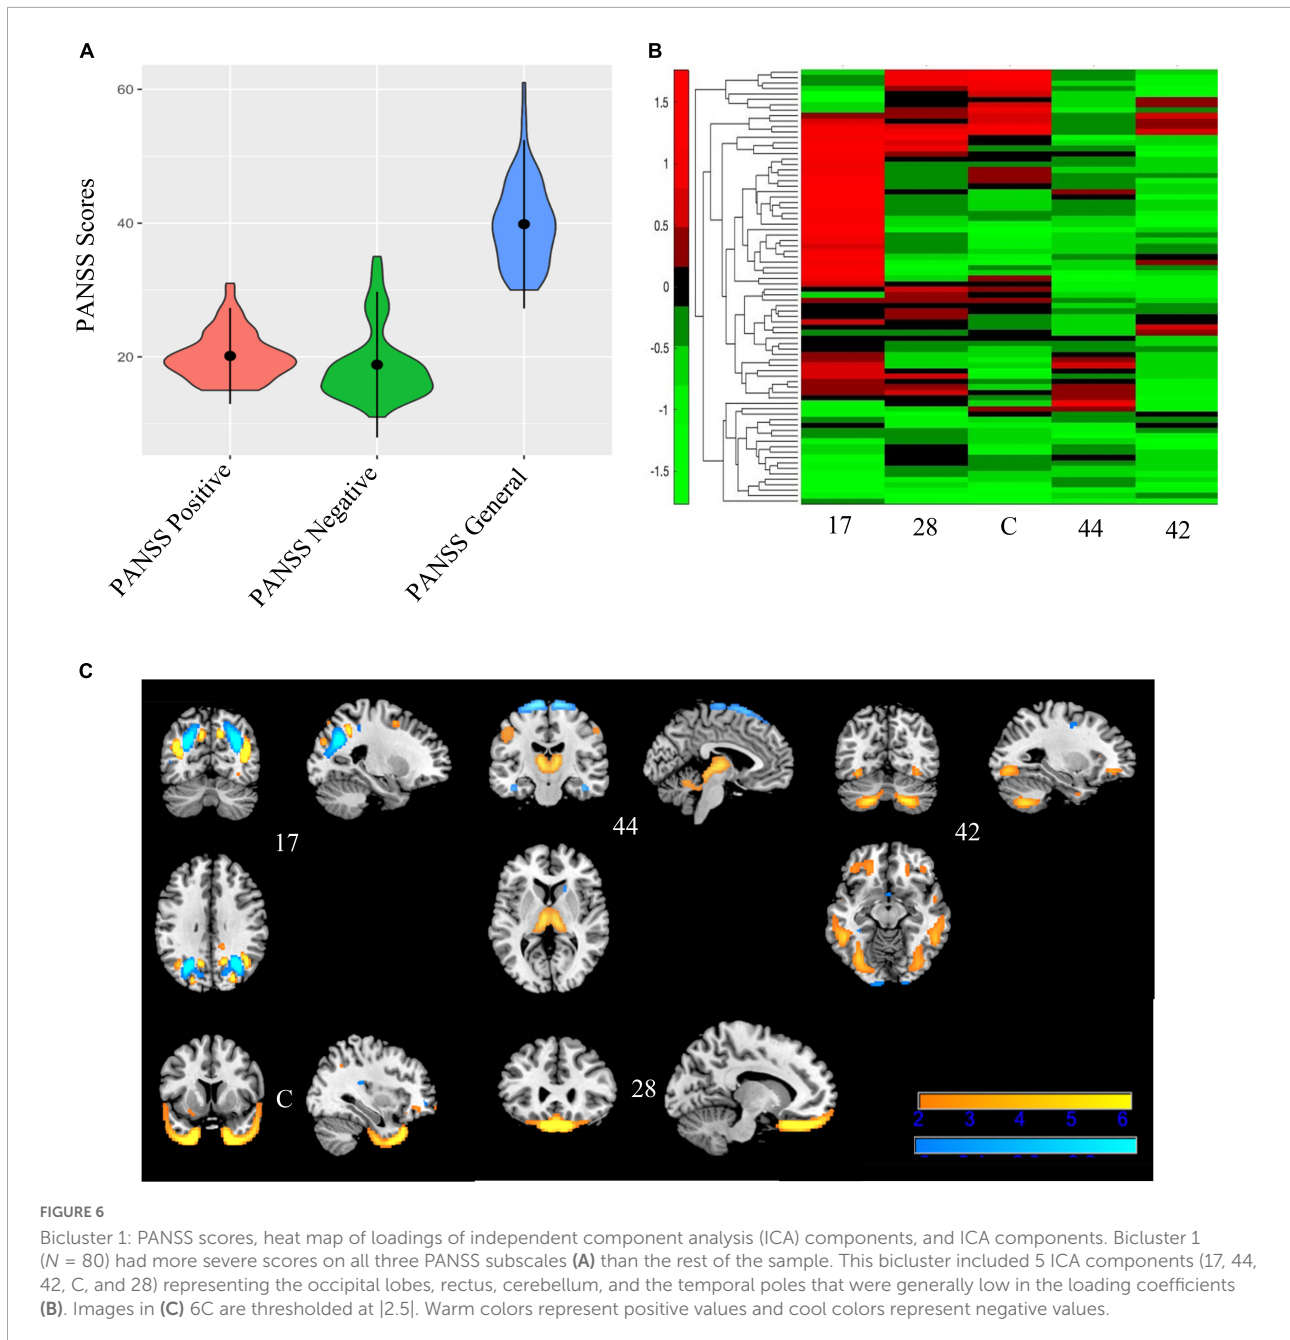 A
B
60
40
20
PANSS Scores
PANSS Positive
PANSS Negative
PANSS General
1.5
1
0.5
0
-0.5
-1
-1.5
17 28 C 44 42
C
17
44
42
C
28
2 3 4 5 6
FIGURE 6
Bicluster 1: PANSS scores, heat map of loadings of independent component analysis (ICA) components, and ICA components. Bicluster 1
(N = 80) had more severe scores on all three PANSS subscales (A) than the rest of the sample. This bicluster included 5 ICA components (17, 44,
42, C, and 28) representing the occipital lobes, rectus, cerebellum, and the temporal poles that were generally low in the loading coefficients
(B). Images in (C) 6C are thresholded at |2.5|. Warm colors represent positive values and cool colors represent negative values.